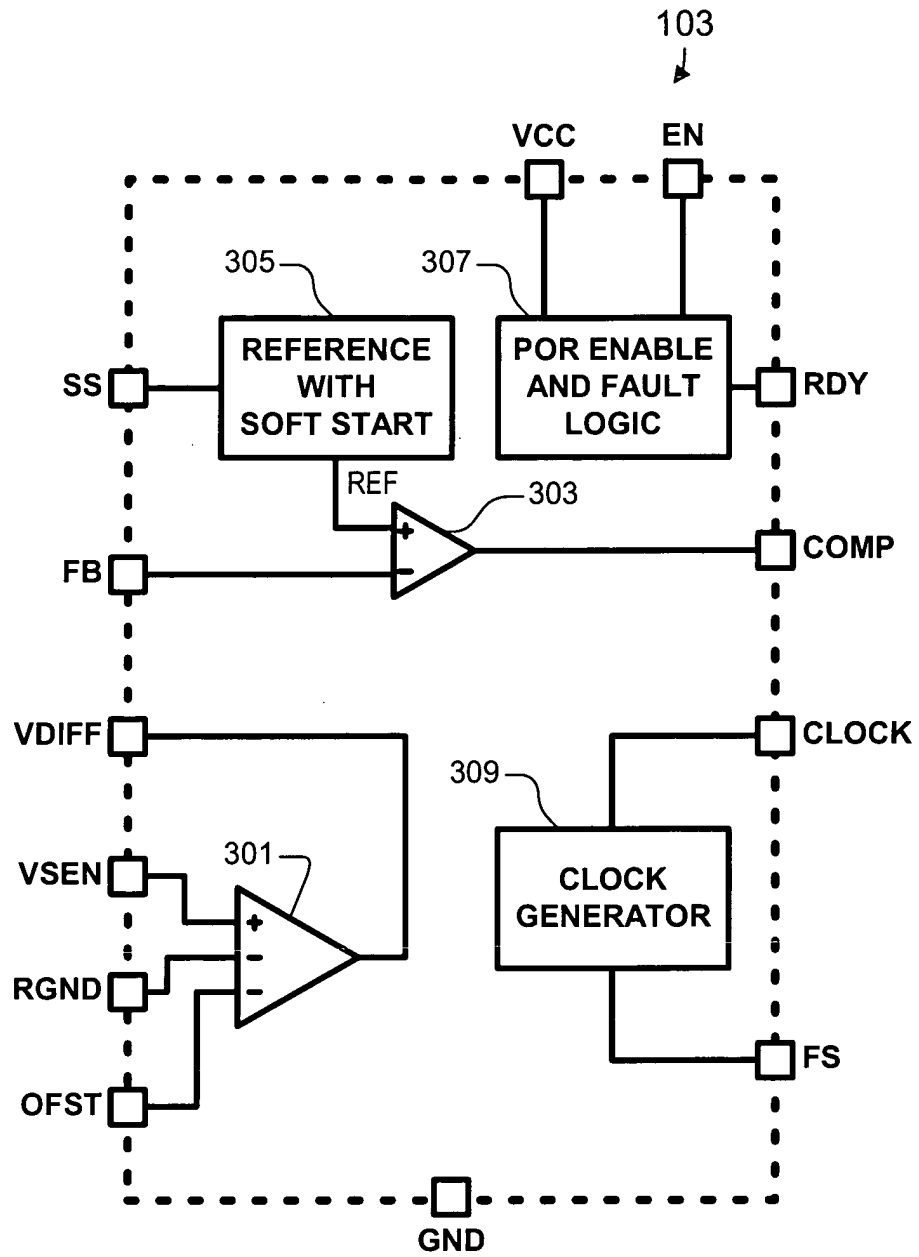 103
VCC
EN
305
307
REFERENCE
WITH
SOFT START
POR ENABLE
AND FAULT
LOGIC
SS
RDY
REF
303
+
−
FB
COMP
VDIFF
CLOCK
309
301
VSEN
CLOCK
GENERATOR
+
−
−
RGND
FS
OFST
GND